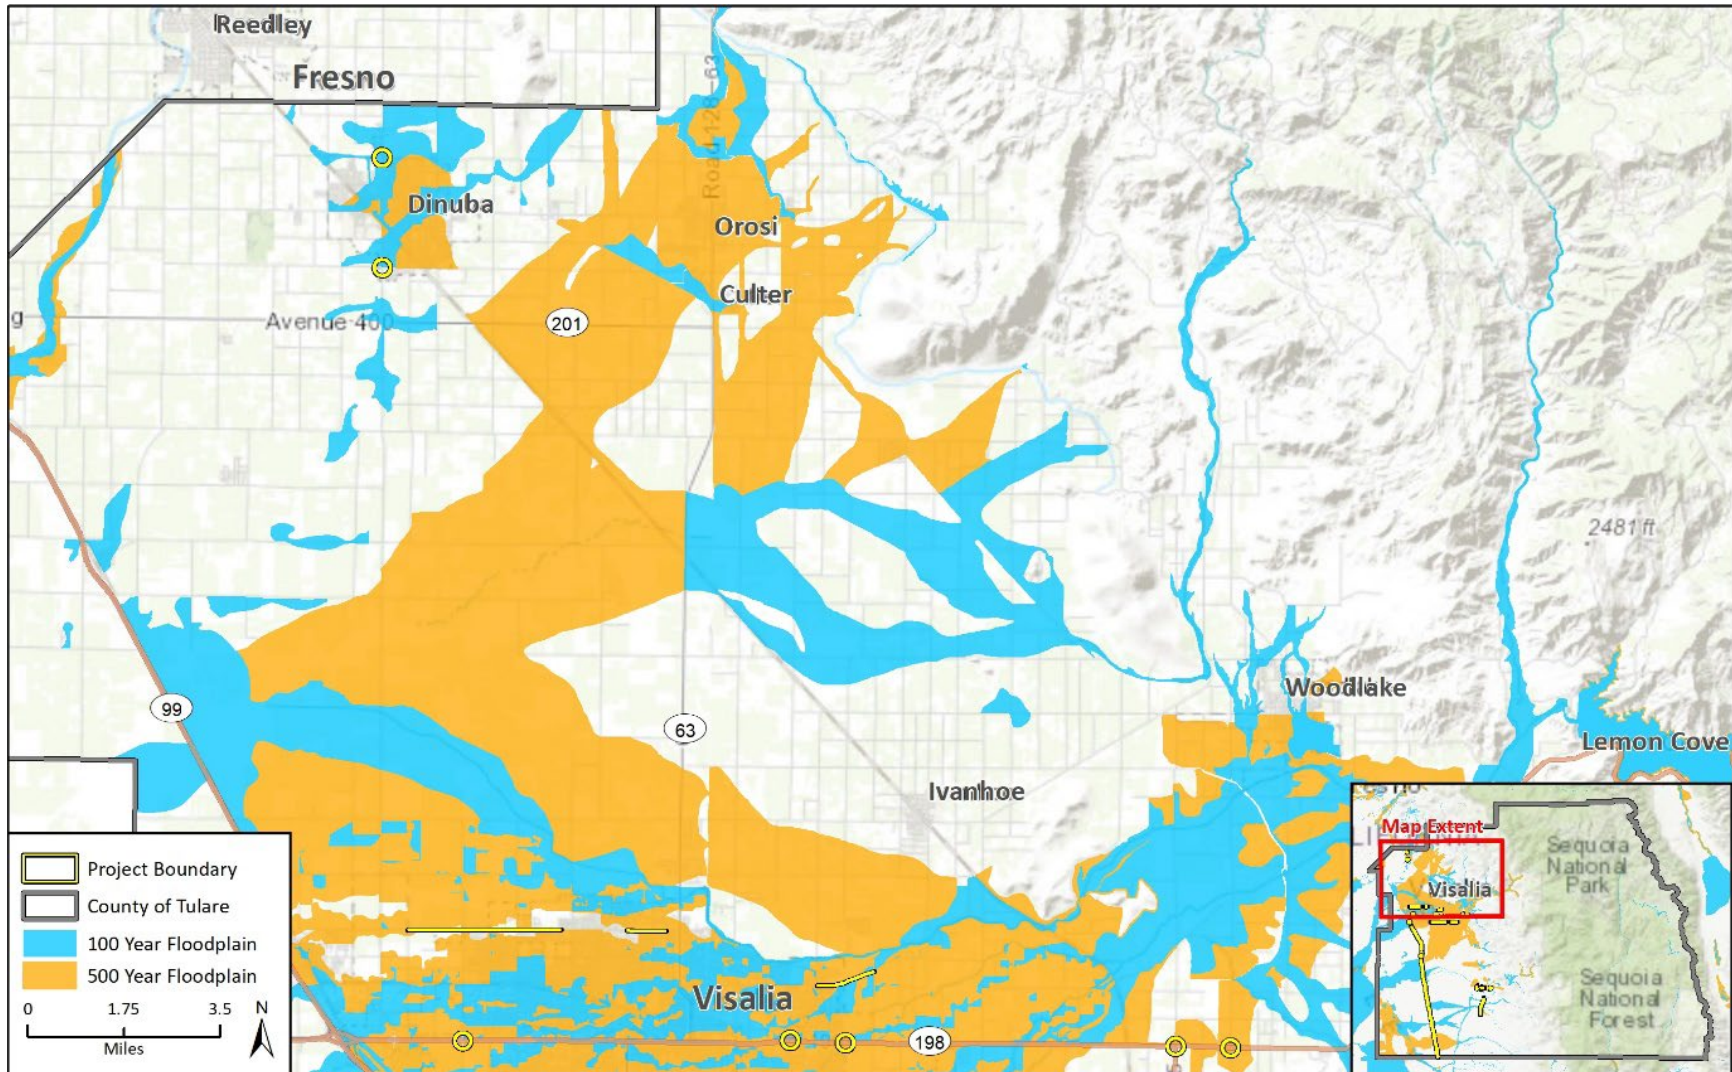 Reedley
Fresno
Road 128-63
Dinuba
Orosi
Culter
g
Avenue 400
201
2481 ft
Woodlake
99
63
Lemon Cove
Ivanhoe
Visalia
198
Project Boundary
County of Tulare
100 Year Floodplain
500 Year Floodplain
0 1.75 3.5
Miles
N
Map Extent
Sequoia
National
Park
Visalia
Sequoia
National
Forest